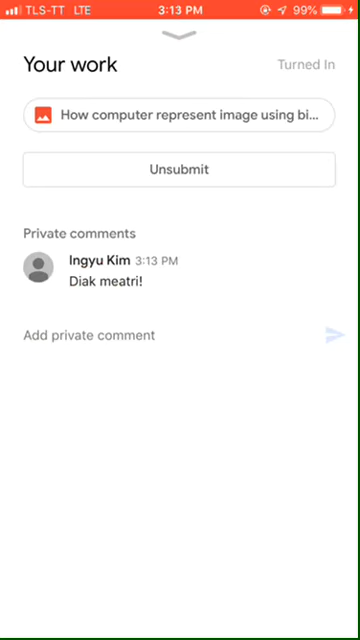 TLS-TT LTE 3:13 PM 99%
Your work Turned In
How computer represent image using bi...
Unsubmit
Private comments
Ingyu Kim 3:13 PM
Diak meatri!
Add private comment